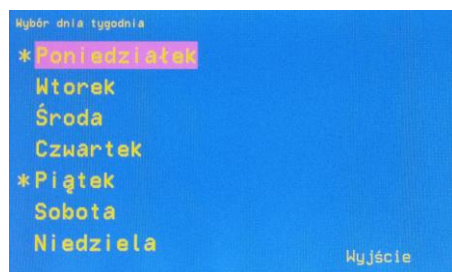 Wybór dnia tygodnia
*Poniedziałek
Wtorek
Środa
Czwartek
*Piątek
Sobota
Niedziela
Wyjście